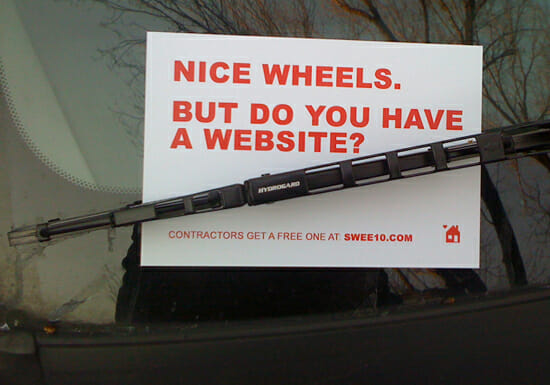 NICE WHEELS.
BUT DO YOU HAVE
A WEBSITE?
HYDROGARD
CONTRACTORS GET A FREE ONE AT SWEE10.COM